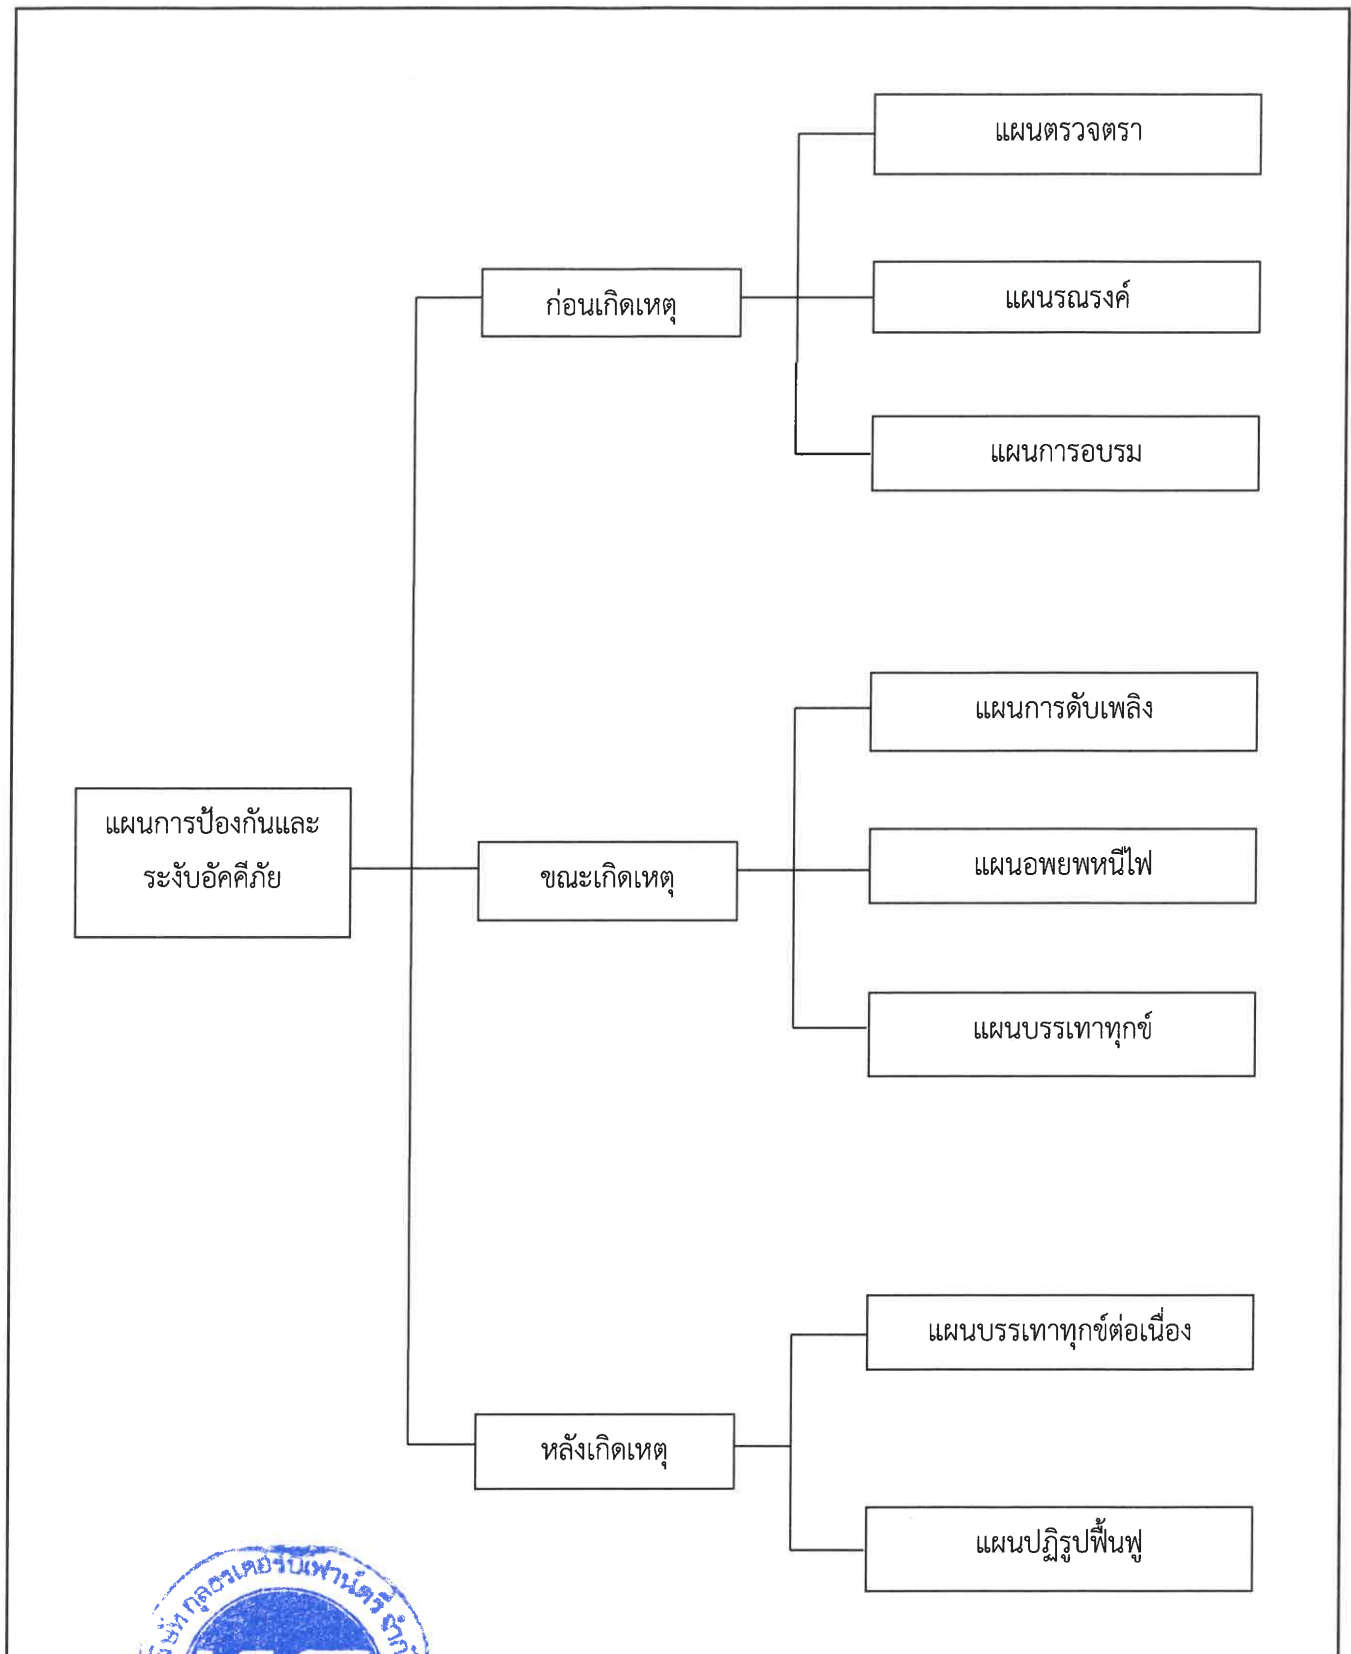 แผนตรวจตรา
ก่อนเกิดเหตุ
แผนรณรงค์
แผนการอบรม
แผนการดับเพลิง
แผนการป้องกันและ
ระงับอัคคีภัย
ขณะเกิดเหตุ
แผนอพยพหนีไฟ
แผนบรรเทาทุกข์
แผนบรรเทาทุกข์ต่อเนื่อง
หลังเกิดเหตุ
แผนปฏิรูปฟื้นฟู